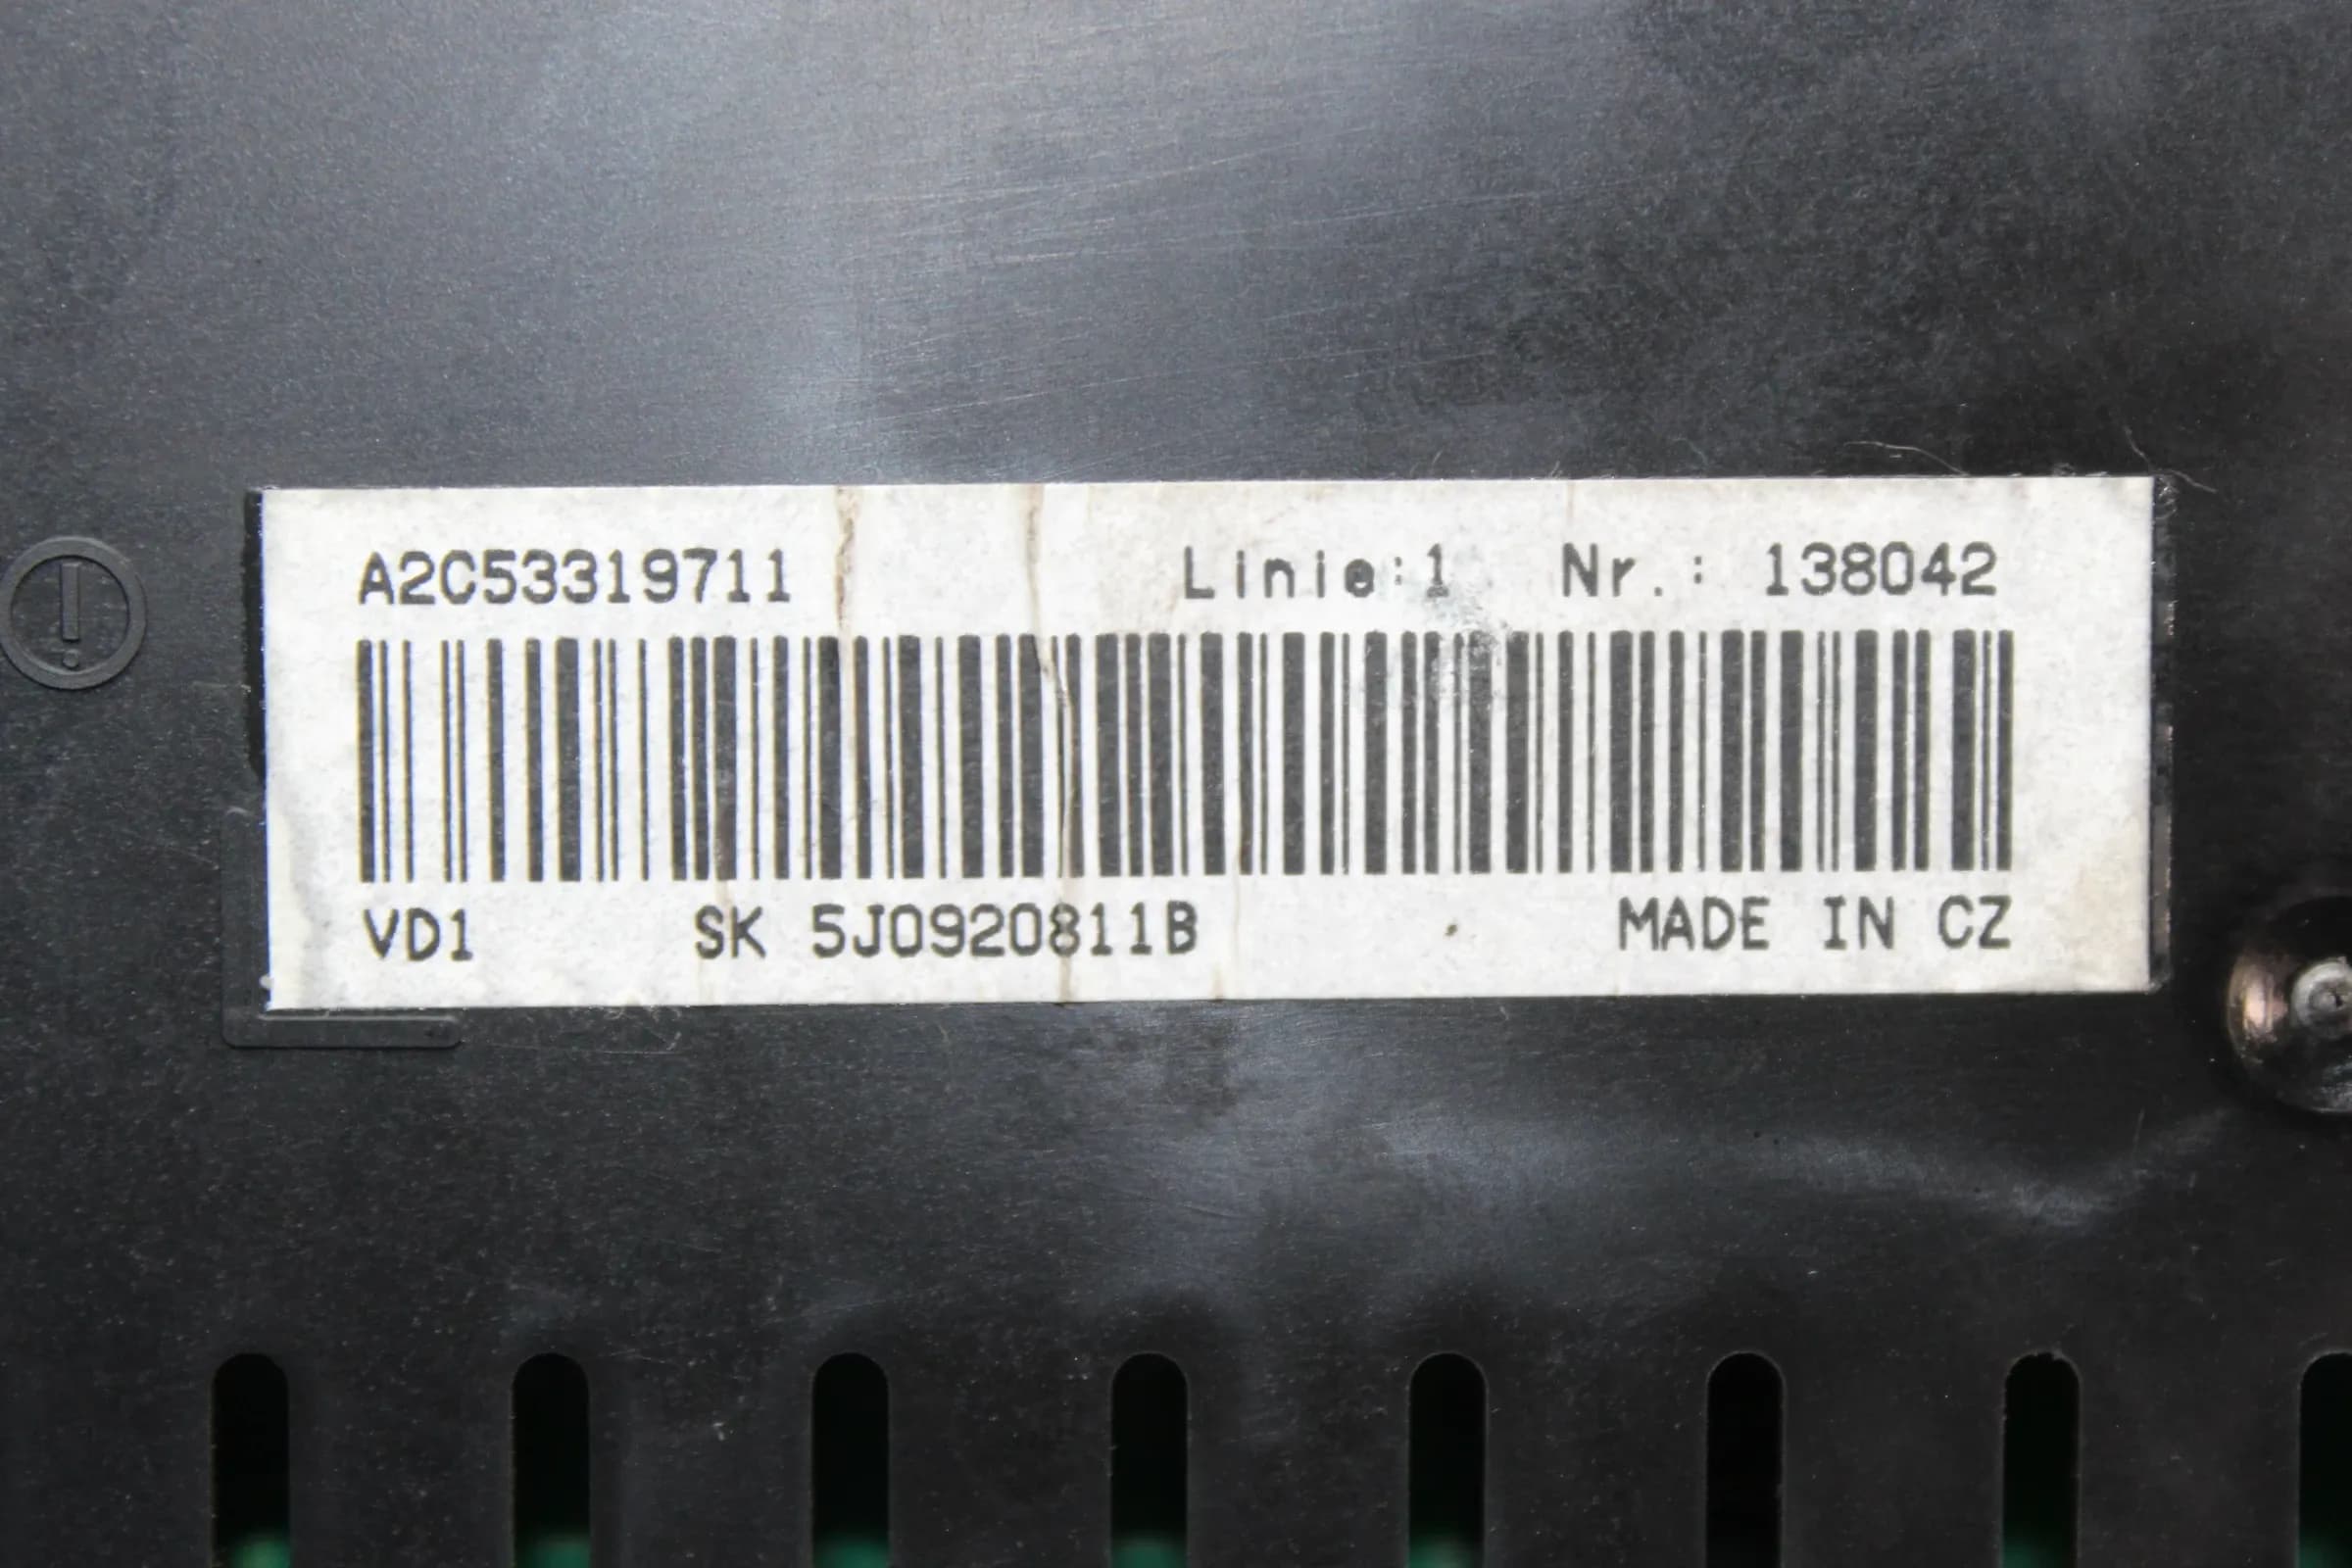 A2C53319711 Linie:1 Nr.: 138042
VD1 SK 5J0920811B MADE IN CZ